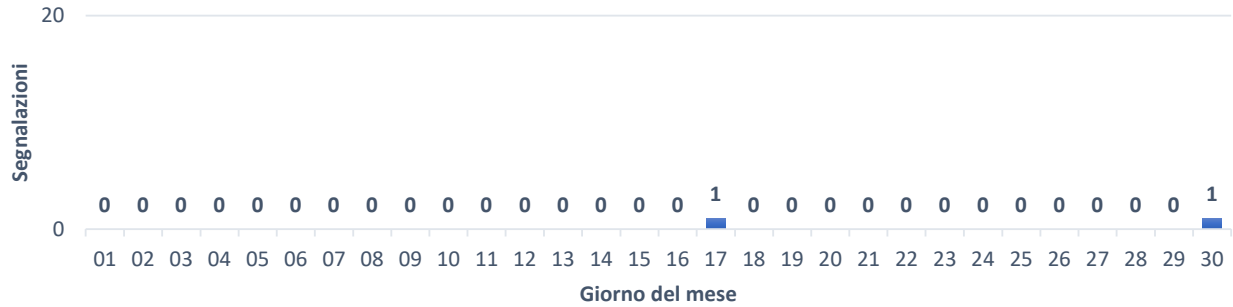 20
Segnalazioni
0 0 0 0 0 0 0 0 0 0 0 0 0 0 0 0 1 0 0 0 0 0 0 0 0 0 0 0 0 1
0
01 02 03 04 05 06 07 08 09 10 11 12 13 14 15 16 17 18 19 20 21 22 23 24 25 26 27 28 29 30
Giorno del mese